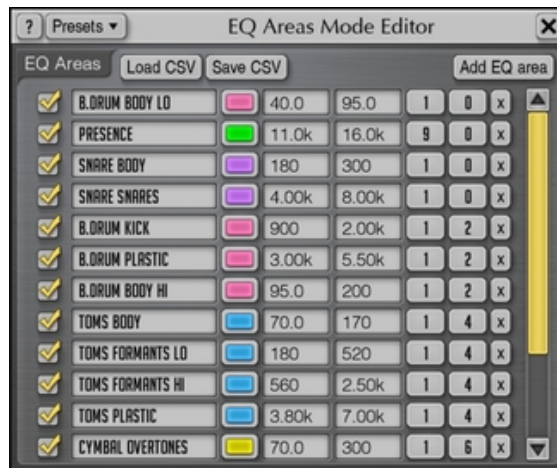 ? Presets ▼ EQ Areas Mode Editor X
EQ Areas Load CSV Save CSV Add EQ area
B.DRUM BODY LO 40.0 95.0 1 0 x
PRESENCE 11.0k 16.0k 9 0 x
SNARE BODY 180 300 1 0 x
SNARE SNARES 4.00k 8.00k 1 0 x
B.DRUM KICK 900 2.00k 1 2 x
B.DRUM PLASTIC 3.00k 5.50k 1 2 x
B.DRUM BODY HI 95.0 200 1 2 x
TOMS BODY 70.0 170 1 4 x
TOMS FORMANTS LO 180 520 1 4 x
TOMS FORMANTS HI 560 2.50k 1 4 x
TOMS PLASTIC 3.80k 7.00k 1 4 x
CYMBAL OVERTONES 70.0 300 1 6 x